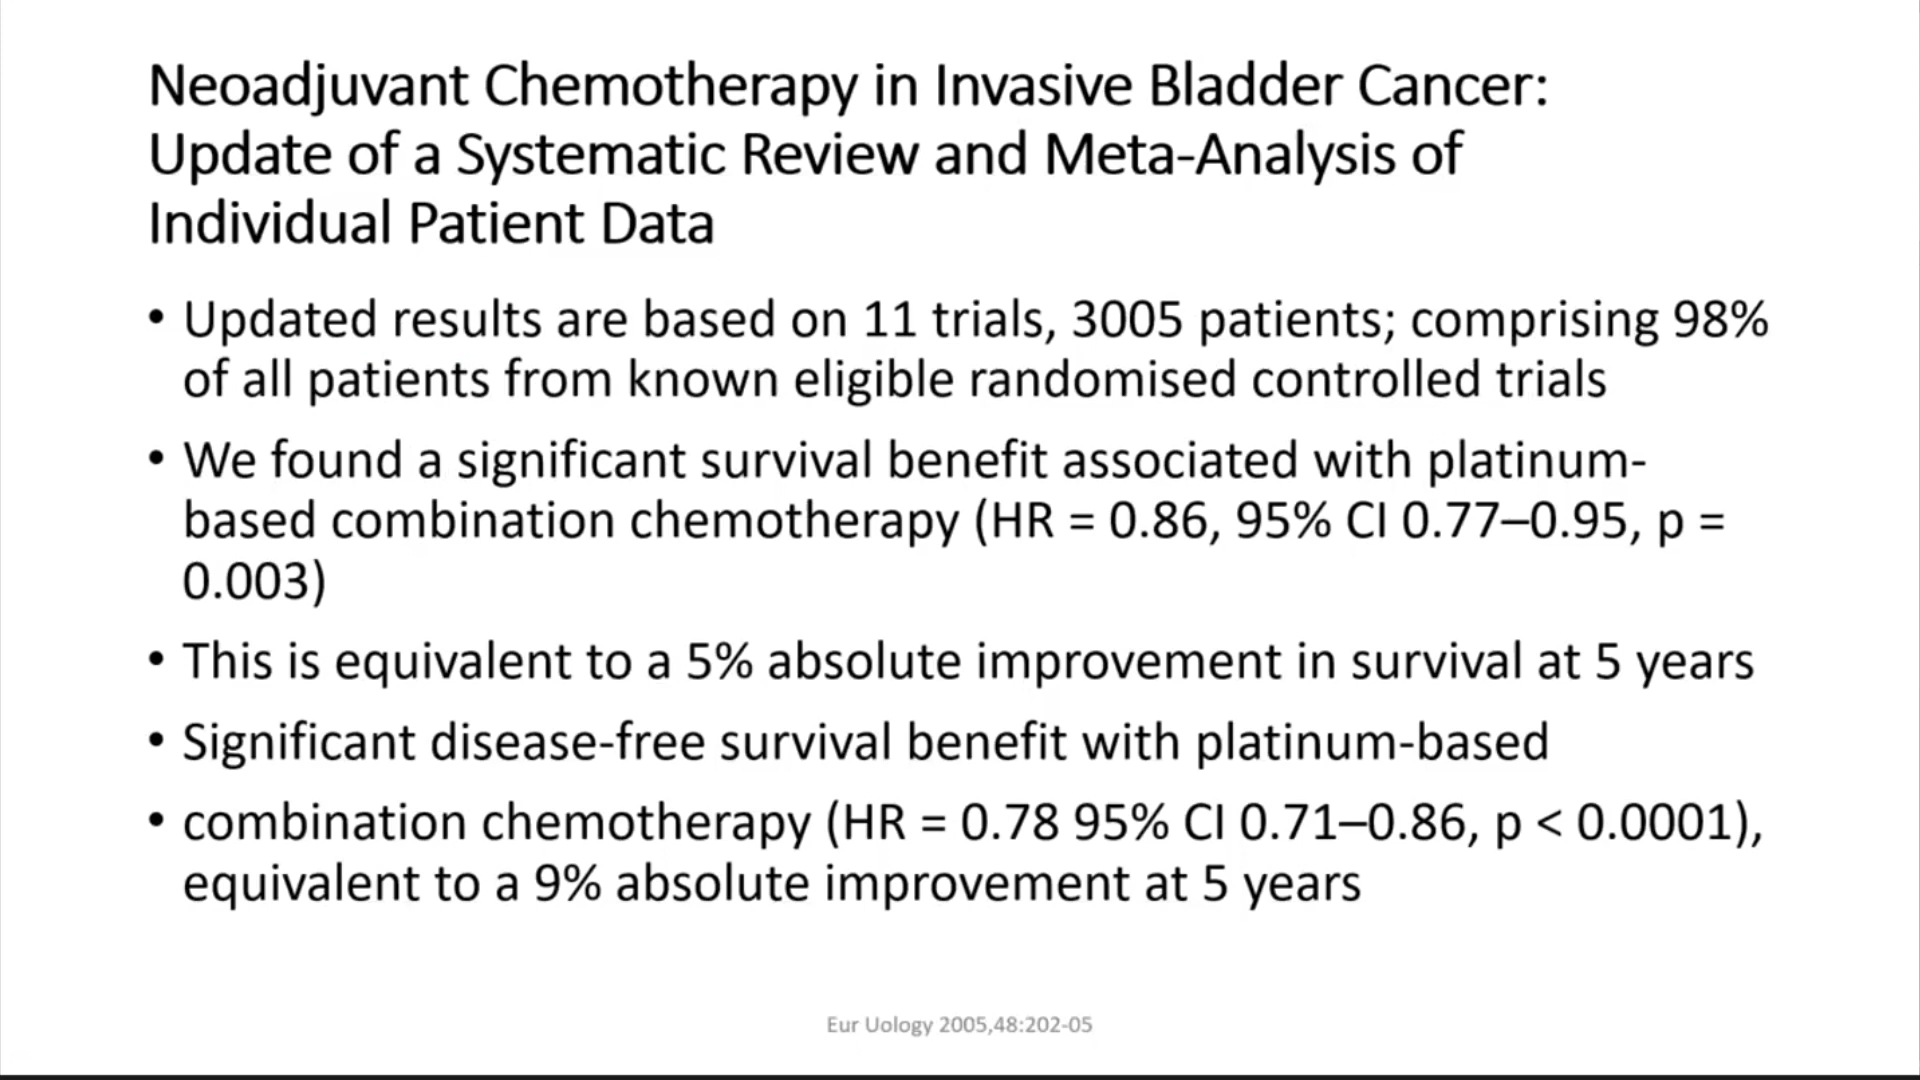 Neoadjuvant Chemotherapy in Invasive Bladder Cancer:
Update of a Systematic Review and Meta-Analysis of
Individual Patient Data
• Updated results are based on 11 trials, 3005 patients; comprising 98%
of all patients from known eligible randomised controlled trials
• We found a significant survival benefit associated with platinum-
based combination chemotherapy (HR = 0.86, 95% CI 0.77–0.95, p =
0.003)
• This is equivalent to a 5% absolute improvement in survival at 5 years
• Significant disease-free survival benefit with platinum-based
• combination chemotherapy (HR = 0.78 95% CI 0.71–0.86, p < 0.0001),
equivalent to a 9% absolute improvement at 5 years
Eur Uology 2005,48:202-05